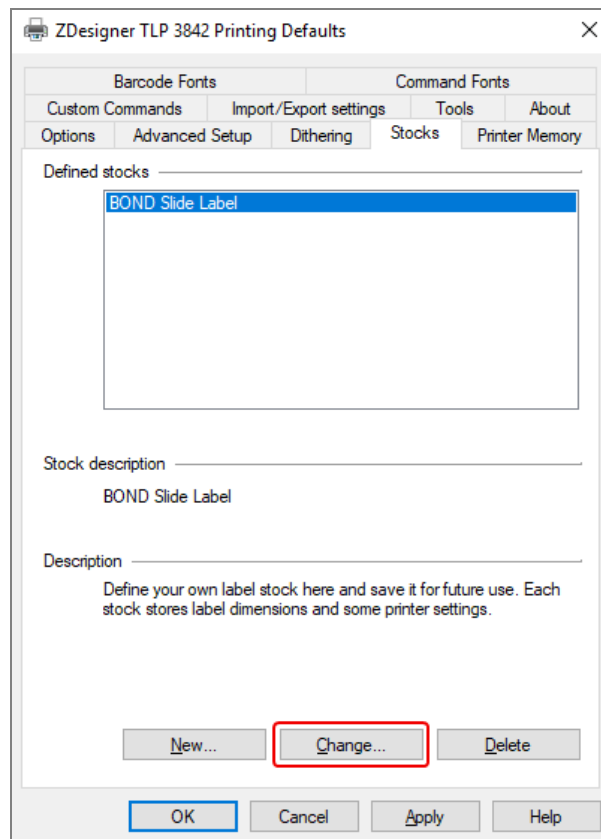 ZDesigner TLP 3842 Printing Defaults
Barcode Fonts Command Fonts
Custom Commands Import/Export settings Tools About
Options Advanced Setup Dithering Stocks Printer Memory
Defined stocks
BOND Slide Label
Stock description
BOND Slide Label
Description
Define your own label stock here and save it for future use. Each
stock stores label dimensions and some printer settings.
New... Change... Delete
OK Cancel Apply Help